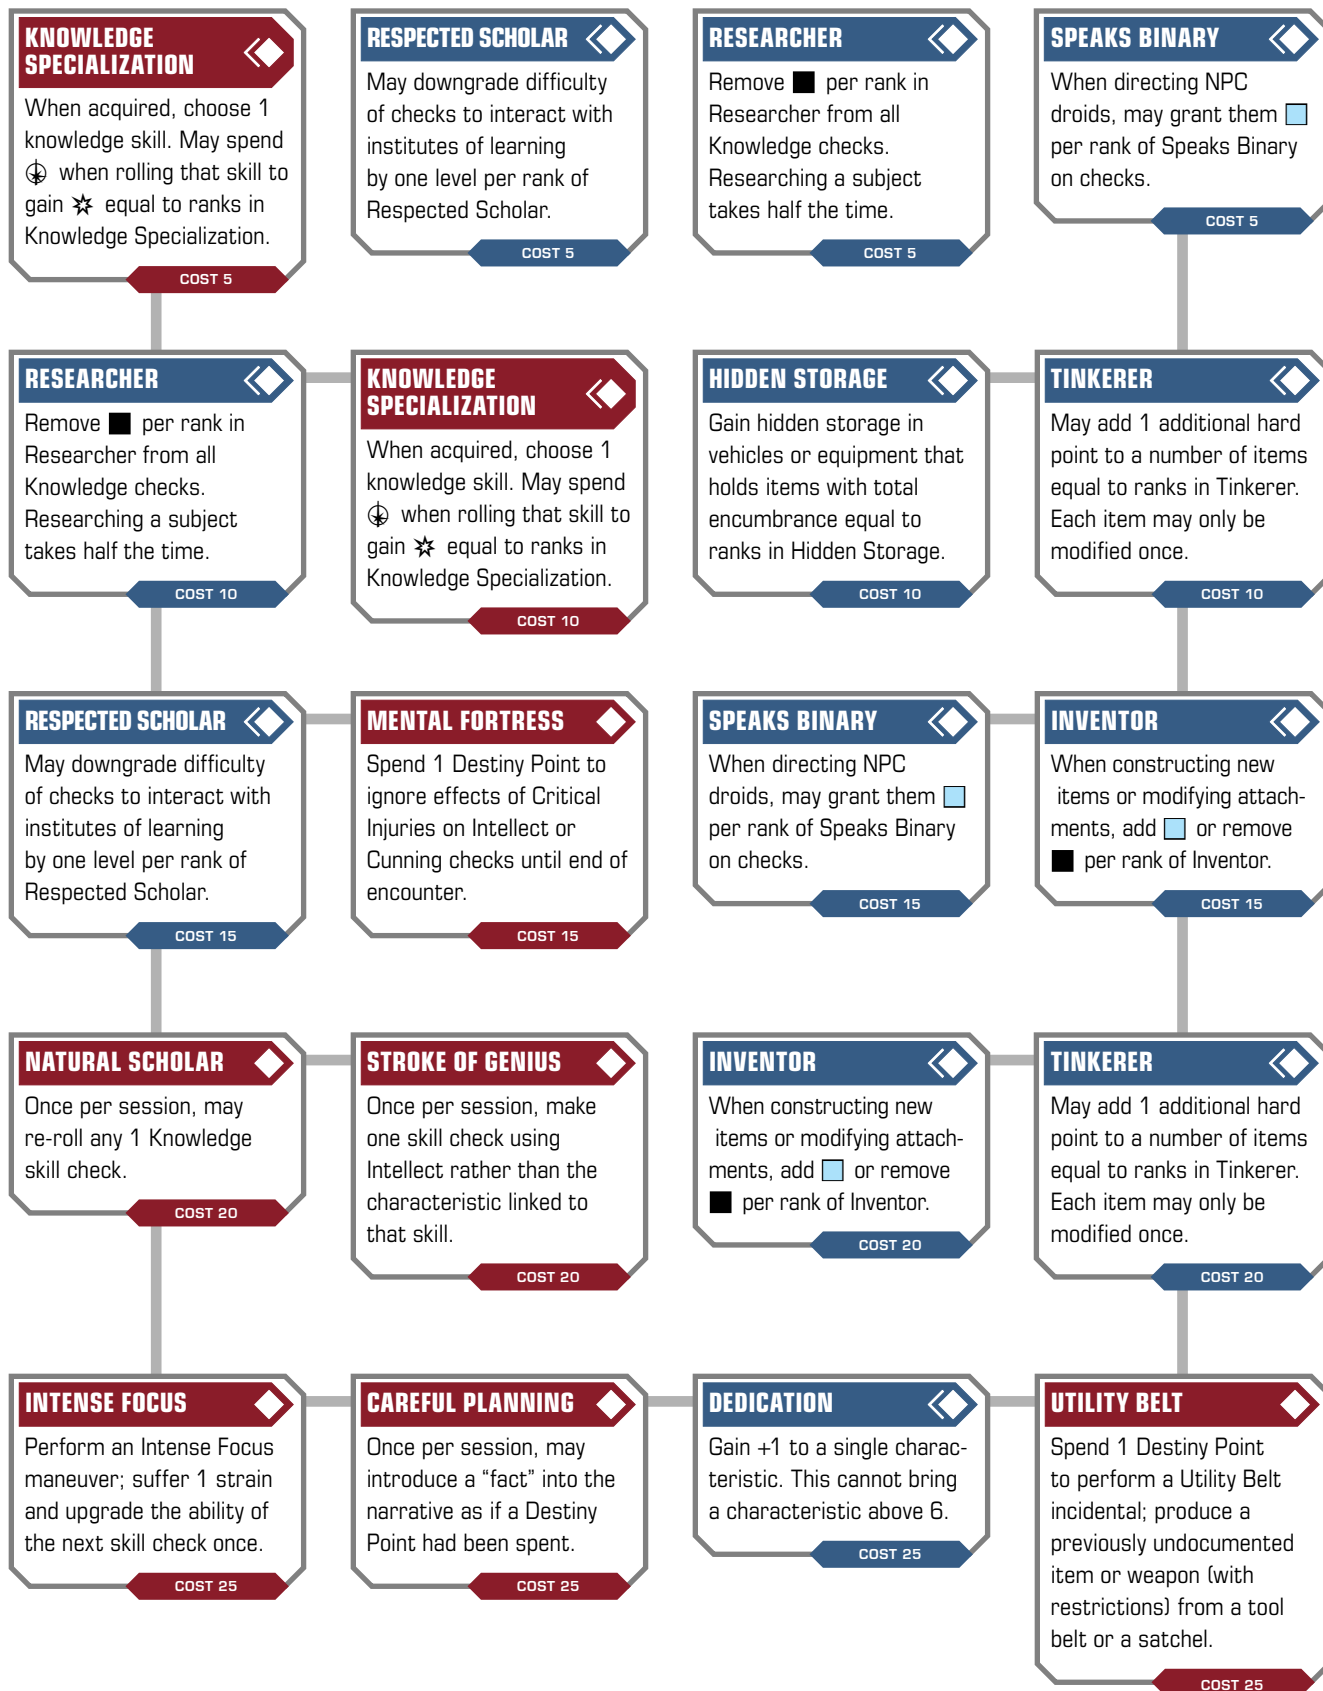 KNOWLEDGE
SPECIALIZATION
When acquired, choose 1
knowledge skill. May spend
when rolling that skill to
gain equal to ranks in
Knowledge Specialization.
COST 5
RESPECTED SCHOLAR
May downgrade difficulty
of checks to interact with
institutes of learning
by one level per rank of
Respected Scholar.
COST 5
RESEARCHER
Remove per rank in
Researcher from all
Knowledge checks.
Researching a subject
takes half the time.
COST 5
SPEAKS BINARY
When directing NPC
droids, may grant them
per rank of Speaks Binary
on checks.
COST 5
RESEARCHER
Remove per rank in
Researcher from all
Knowledge checks.
Researching a subject
takes half the time.
COST 10
KNOWLEDGE
SPECIALIZATION
When acquired, choose 1
knowledge skill. May spend
when rolling that skill to
gain equal to ranks in
Knowledge Specialization.
COST 10
HIDDEN STORAGE
Gain hidden storage in
vehicles or equipment that
holds items with total
encumbrance equal to
ranks in Hidden Storage.
COST 10
TINKERER
May add 1 additional hard
point to a number of items
equal to ranks in Tinkerer.
Each item may only be
modified once.
COST 10
RESPECTED SCHOLAR
May downgrade difficulty
of checks to interact with
institutes of learning
by one level per rank of
Respected Scholar.
COST 15
MENTAL FORTRESS
Spend 1 Destiny Point to
ignore effects of Critical
Injuries on Intellect or
Cunning checks until end of
encounter.
COST 15
SPEAKS BINARY
When directing NPC
droids, may grant them
per rank of Speaks Binary
on checks.
COST 15
INVENTOR
When constructing new
items or modifying attach-
ments, add or remove
per rank of Inventor.
COST 15
NATURAL SCHOLAR
Once per session, may
re-roll any 1 Knowledge
skill check.
COST 20
STROKE OF GENIUS
Once per session, make
one skill check using
Intellect rather than the
characteristic linked to
that skill.
COST 20
INVENTOR
When constructing new
items or modifying attach-
ments, add or remove
per rank of Inventor.
COST 20
TINKERER
May add 1 additional hard
point to a number of items
equal to ranks in Tinkerer.
Each item may only be
modified once.
COST 20
INTENSE FOCUS
Perform an Intense Focus
maneuver; suffer 1 strain
and upgrade the ability of
the next skill check once.
COST 25
CAREFUL PLANNING
Once per session, may
introduce a “fact” into the
narrative as if a Destiny
Point had been spent.
COST 25
DEDICATION
Gain +1 to a single charac-
teristic. This cannot bring
a characteristic above 6.
COST 25
UTILITY BELT
Spend 1 Destiny Point
to perform a Utility Belt
incidental; produce a
previously undocumented
item or weapon (with
restrictions) from a tool
belt or a satchel.
COST 25